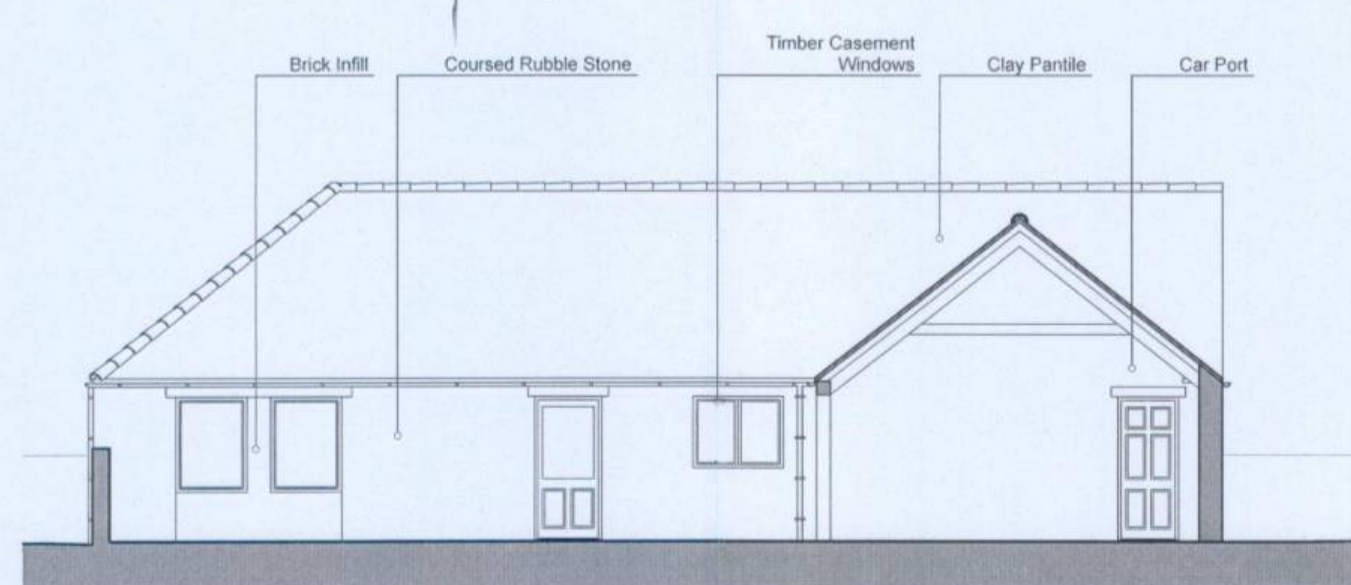 Brick Infill
Coursed Rubble Stone
Timber Casement
Windows
Clay Pantile
Car Port